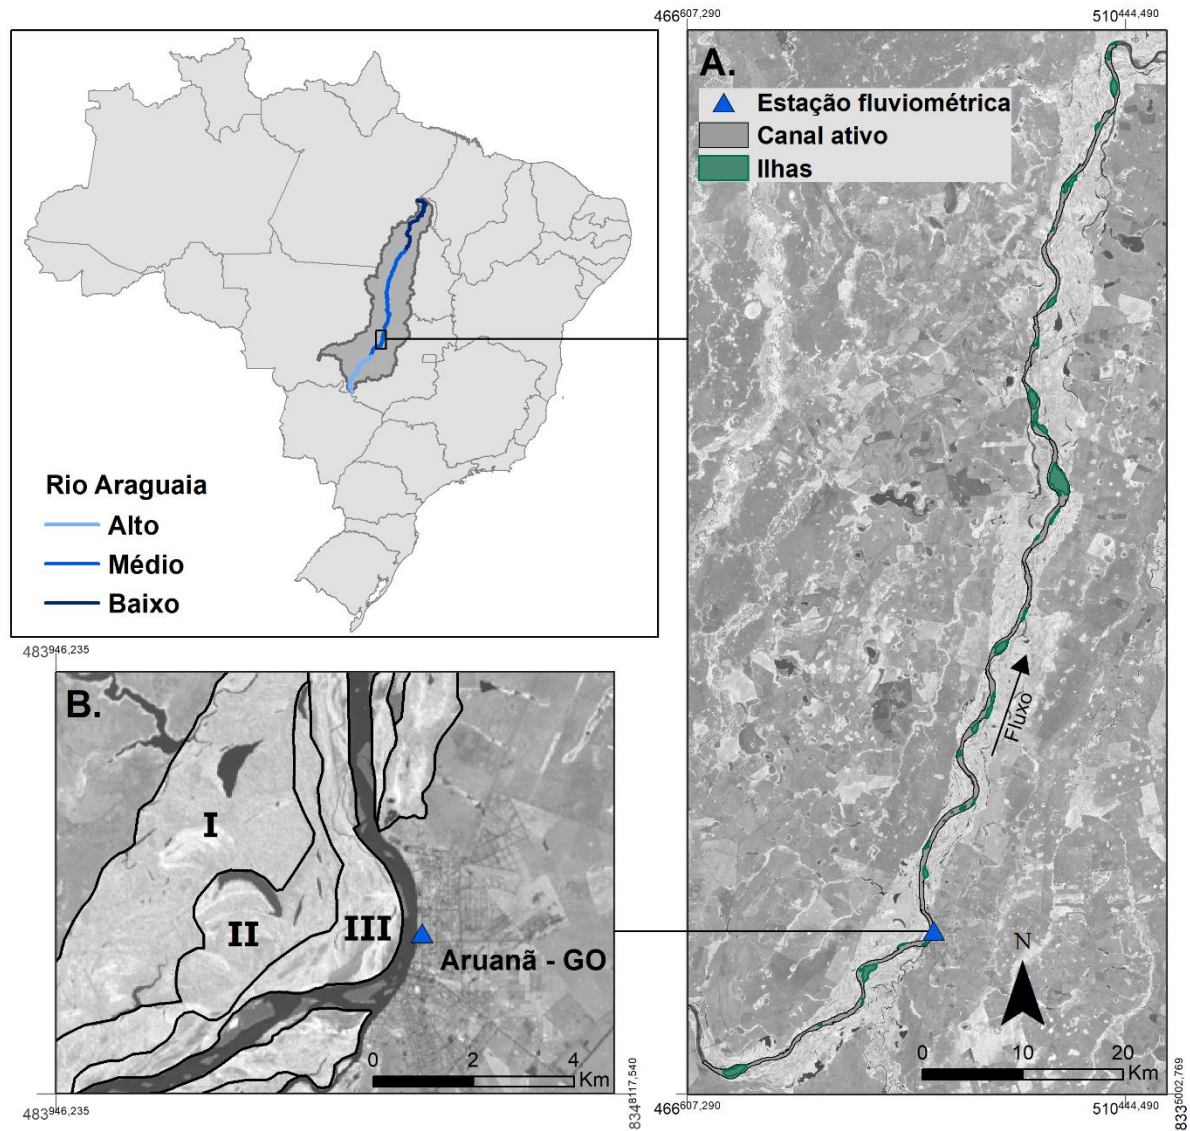 466607,290
510444,490
A.
Estação fluviométrica
Canal ativo
Ilhas
Rio Araguaia
Alto
Médio
Baixo
Fluxo
N
0 10 20
Km
466607,290
510444,490
8335002,769
483946,235
B.
I
II
III
Aruanã - GO
0 2 4
Km
483946,235
8348117,540